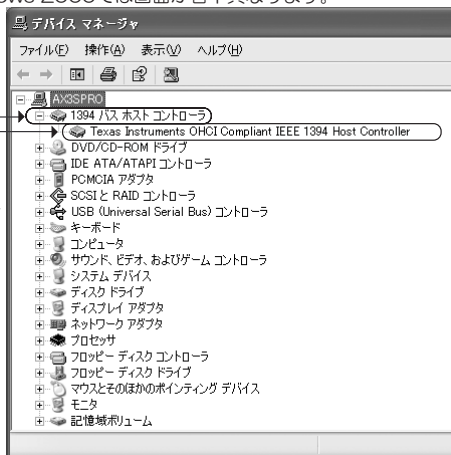 2000では画面が若干異なります。
デバイス マネージャ
ファイル(F) 操作(A) 表示(V) ヘルプ(H)
AX3SPRO
1394 バス ホスト コントローラ
Texas Instruments OHCI Compliant IEEE 1394 Host Controller
DVD/CD-ROM ドライブ
IDE ATA/ATAPI コントローラ
PCMCIA アダプタ
SCSI と RAID コントローラ
USB (Universal Serial Bus) コントローラ
キーボード
コンピュータ
サウンド、ビデオ、およびゲーム コントローラ
システム デバイス
ディスク ドライブ
ディスプレイ アダプタ
ネットワーク アダプタ
プロセッサ
フロッピー ディスク コントローラ
フロッピー ディスク ドライブ
マウスとそのほかのポインティング デバイス
モニタ
記憶域ボリューム